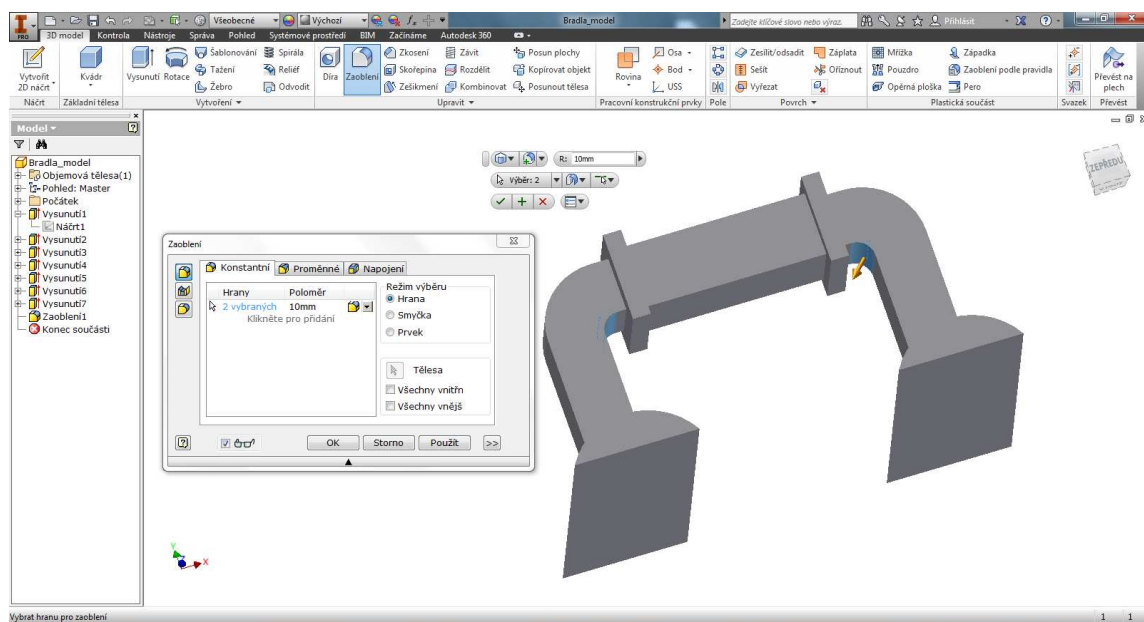 Všeobecné Výchozí Bradla_model Zadejte klíčové slovo nebo výraz. Přihlásit
PRO 3D model Kontrola Nástroje Správa Pohled Systémové prostředí BIM Začínáme Autodesk 360
Šablonování Spirála Zkosení Závit Posun plochy Osa Zesílit/odsadit Záplata Mřížka Západka
Tažení Reliéf Skořepina Rozdělit Kopírovat objekt Bod Sešít Oříznout Pouzdro Zaoblení podle pravidla
Vytvořit 2D náčrt Kvádr Vysunutí Rotace Žebro Odvodit Díra Zaoblení Zešikmení Kombinovat Posunout tělesa Rovina USS Vyřezat Opěrná ploška Pero Převést na plech
Náčrt Základní tělesa Vytvoření Upravit Pracovní konstrukční prvky Pole Povrch Plastická součást Svazek Převést
Model
Bradla_model
Objemová tělesa(1)
Pohled: Master
Počátek
Vysunutí1
Náčrt1
Vysunutí2
Vysunutí3
Vysunutí4
Vysunutí5
Vysunutí6
Vysunutí7
Zaoblení1
Konec součásti
R: 10mm
Výběr: 2
ZEPŘEDU
Zaoblení
Konstantní Proměnné Napojení
Hrany Poloměr
2 vybraných 10mm
Klikněte pro přidání
Režim výběru
Hrana
Smyčka
Prvek
Tělesa
Všechny vnitřn
Všechny vnějš
OK Storno Použít >>
Y
X
Vybrat hranu pro zaoblení 1 1